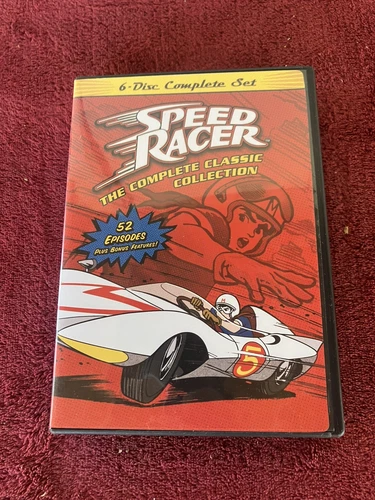 6-Disc Complete Set
SPEED
RACER
THE COMPLETE CLASSIC
COLLECTION
52
EPISODES
PLUS BONUS FEATURES!
5
M